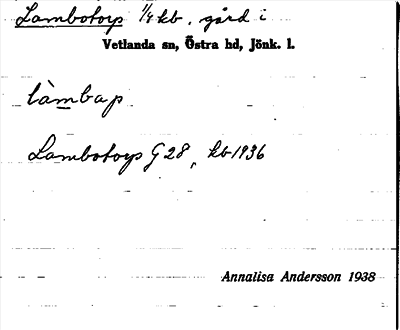 Lambotorp 1/4 kb. gård i
Vetlanda sn, Östra hd, Jönk. l.
làmbap
Lambotorp G 28, kb 1936
Annalisa Andersson 1938